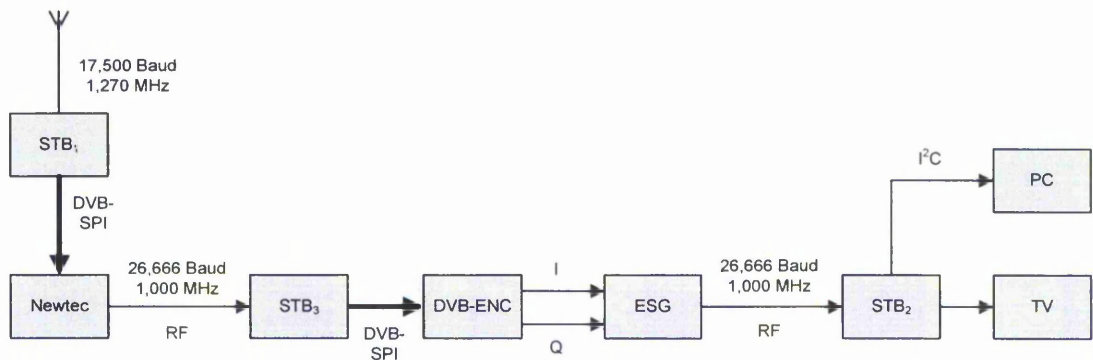 17,500 Baud
1,270 MHz
STB₁
DVB-
SPI
Newtec
26,666 Baud
1,000 MHz
RF
STB₃
DVB-
SPI
DVB-ENC
I
Q
ESG
26,666 Baud
1,000 MHz
RF
STB₂
I²C
PC
TV